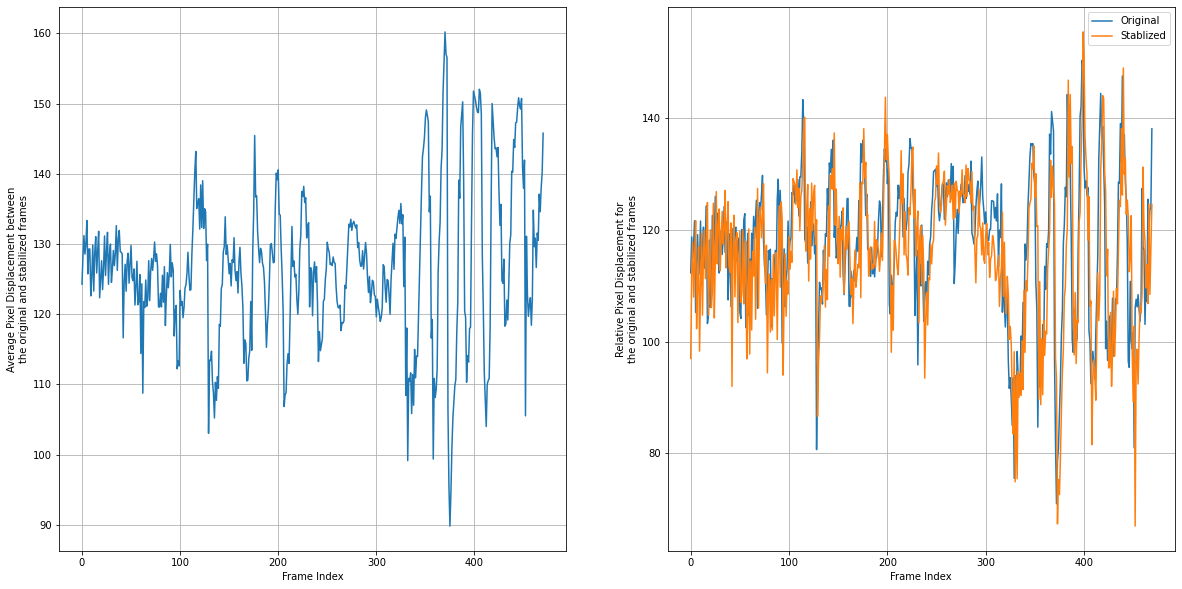 Average Pixel Displacement between
the original and stabilized frames
160
150
140
130
120
110
100
90
0
100
200
300
400
Frame Index
Relative Pixel Displacement for
the original and stabilized frames
140
120
100
80
0
100
200
300
400
Frame Index
Original
Stablized